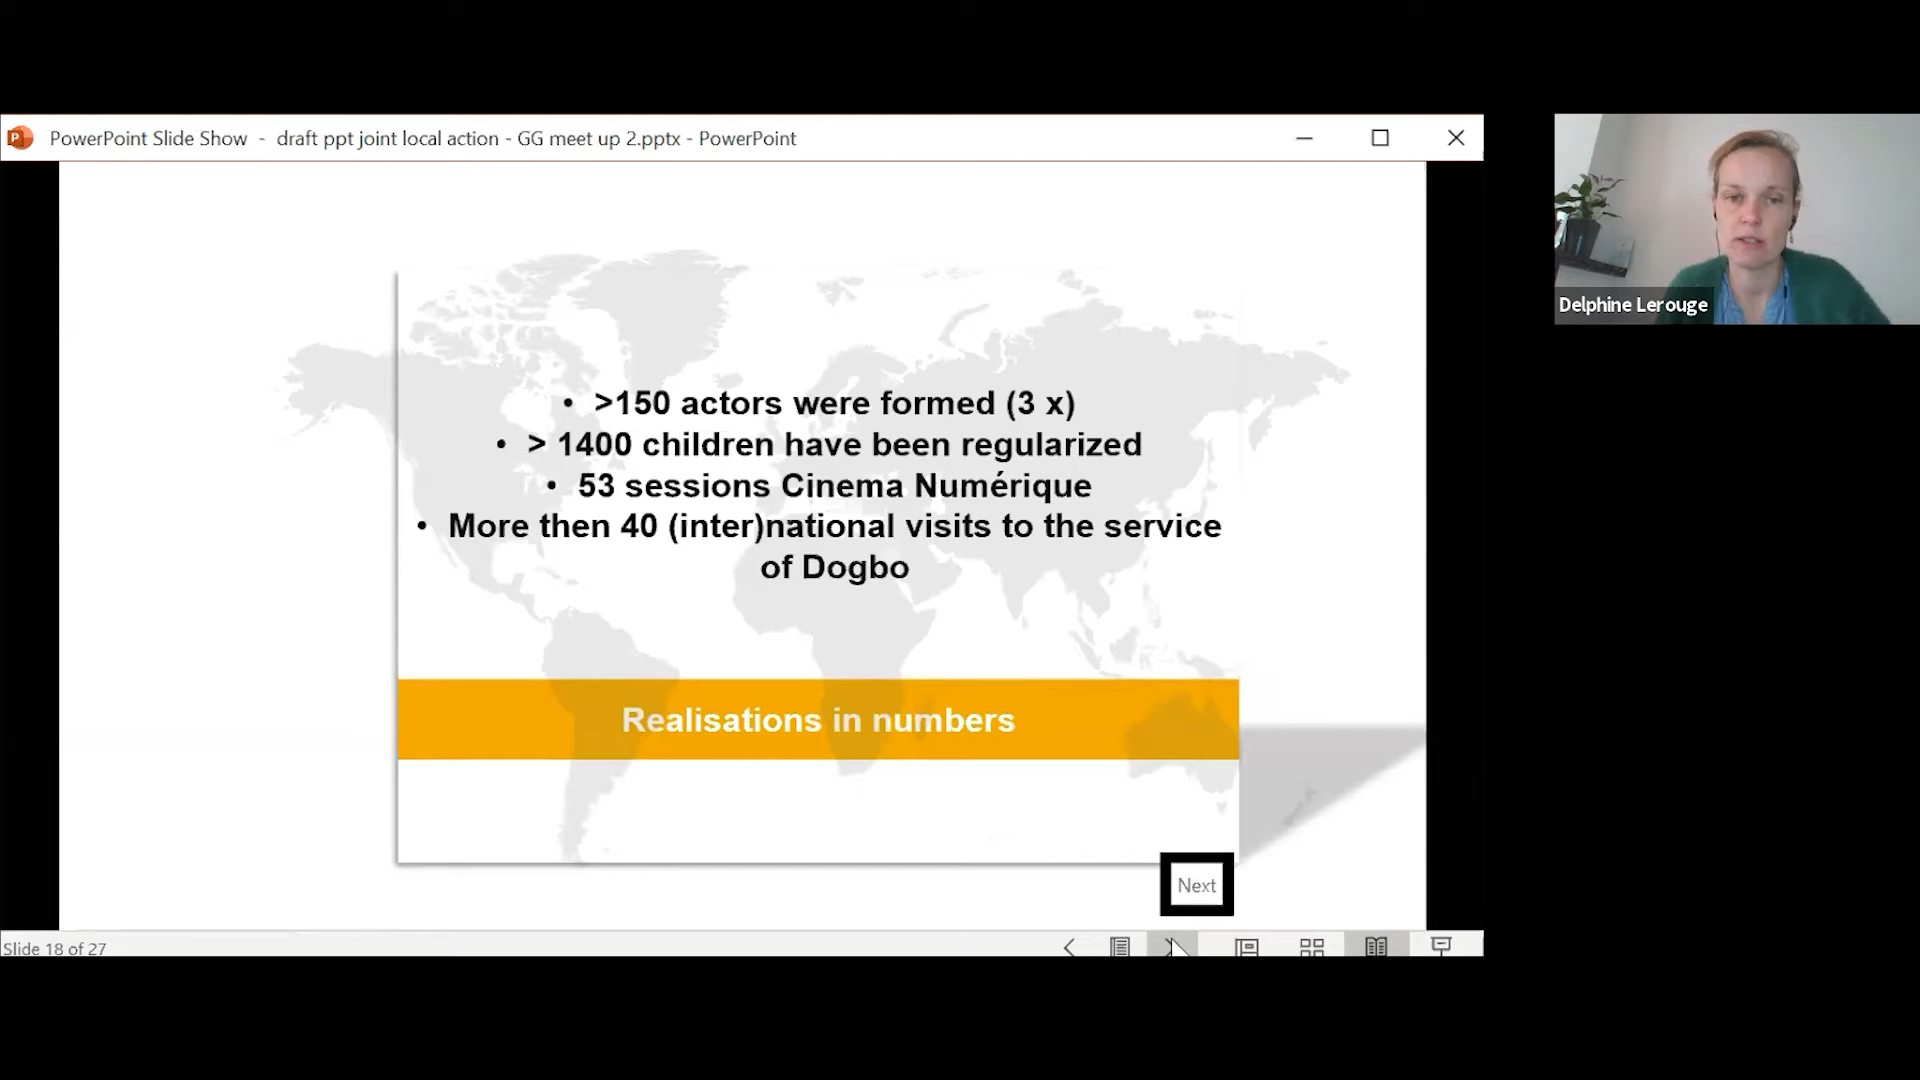 PowerPoint Slide Show - draft ppt joint local action - GG meet up 2.pptx - PowerPoint
Delphine Lerouge
• >150 actors were formed (3 x)
• > 1400 children have been regularized
• 53 sessions Cinema Numérique
• More then 40 (inter)national visits to the service
of Dogbo
Realisations in numbers
Next
Slide 18 of 27